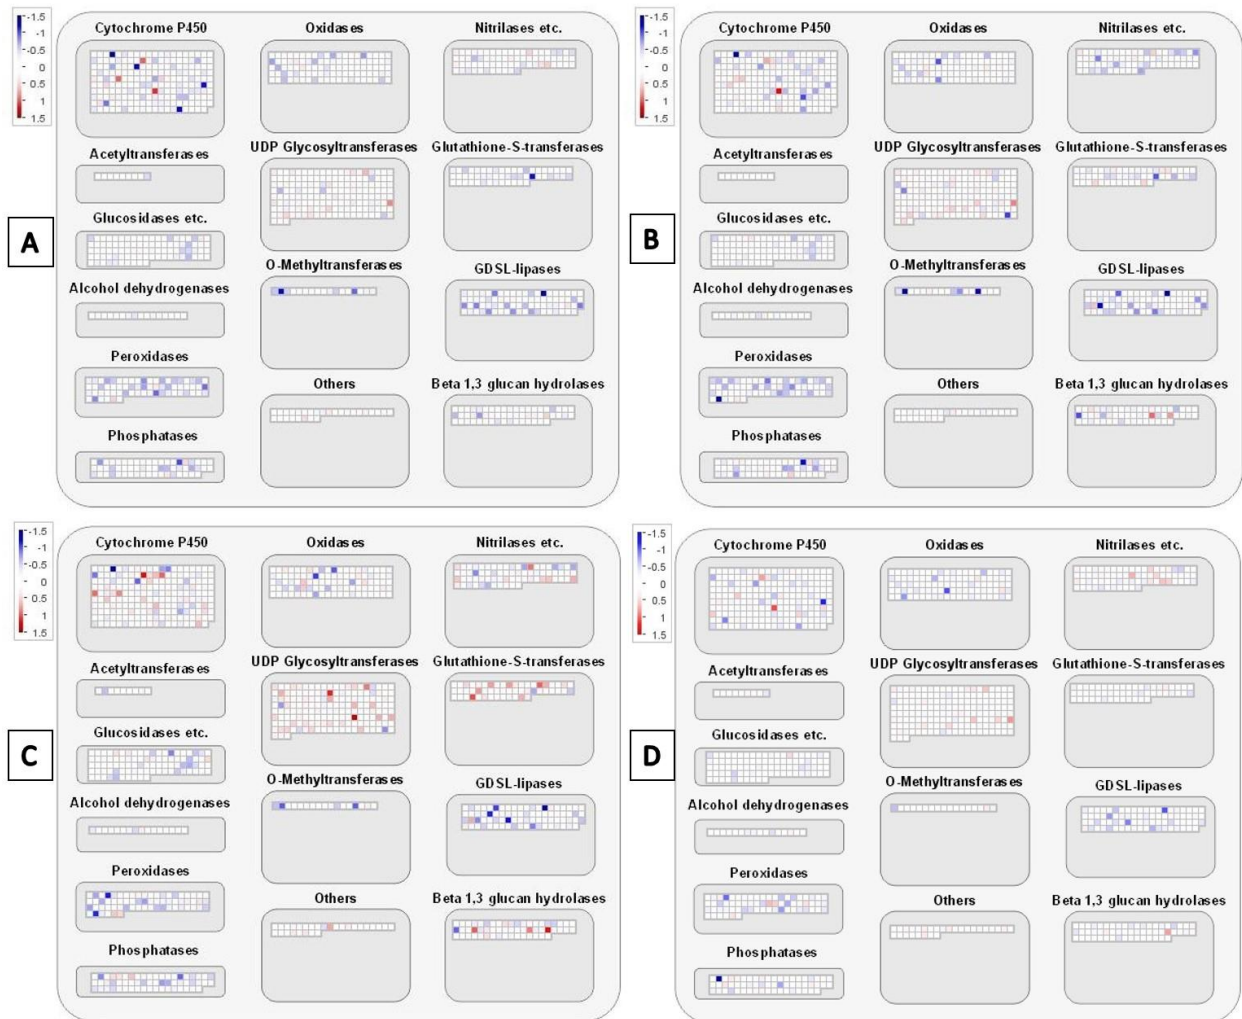 -1.5
-1
-0.5
0
0.5
1
1.5
Cytochrome P450
Oxidases
Nitrilases etc.
Acetyltransferases
UDP Glycosyltransferases
Glutathione-S-transferases
A
Glucosidases etc.
O-Methyltransferases
GDSL-lipases
Alcohol dehydrogenases
Peroxidases
Others
Beta 1,3 glucan hydrolases
Phosphatases
-1.5
-1
-0.5
0
0.5
1
1.5
Cytochrome P450
Oxidases
Nitrilases etc.
Acetyltransferases
UDP Glycosyltransferases
Glutathione-S-transferases
B
Glucosidases etc.
O-Methyltransferases
GDSL-lipases
Alcohol dehydrogenases
Peroxidases
Others
Beta 1,3 glucan hydrolases
Phosphatases
-1.5
-1
-0.5
0
0.5
1
1.5
Cytochrome P450
Oxidases
Nitrilases etc.
Acetyltransferases
UDP Glycosyltransferases
Glutathione-S-transferases
C
Glucosidases etc.
O-Methyltransferases
GDSL-lipases
Alcohol dehydrogenases
Peroxidases
Others
Beta 1,3 glucan hydrolases
Phosphatases
-1.5
-1
-0.5
0
0.5
1
1.5
Cytochrome P450
Oxidases
Nitrilases etc.
Acetyltransferases
UDP Glycosyltransferases
Glutathione-S-transferases
D
Glucosidases etc.
O-Methyltransferases
GDSL-lipases
Alcohol dehydrogenases
Peroxidases
Others
Beta 1,3 glucan hydrolases
Phosphatases